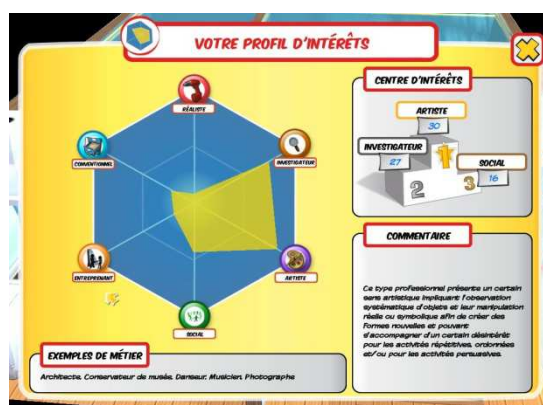 VOTRE PROFIL D'INTÉRÊTS
RÉALISTE
CONVENTIONNEL
INVESTIGATEUR
ENTREPRENANT
ARTISTE
SOCIAL
CENTRE D'INTÉRÊTS
ARTISTE
30
INVESTIGATEUR
27
SOCIAL
16
1
2
3
COMMENTAIRE
Ce type professionnel présente un certain
sens artistique impliquant l'observation
systématique d'objets et leur manipulation
réelle ou symbolique afin de créer des
formes nouvelles et pouvant
s'accompagner d'un certain désintérêt
pour les activités répétitives, ordonnées
et/ou pour les activités persuasives.
EXEMPLES DE MÉTIER
Architecte, Conservateur de musée, Danseur, Musicien, Photographe